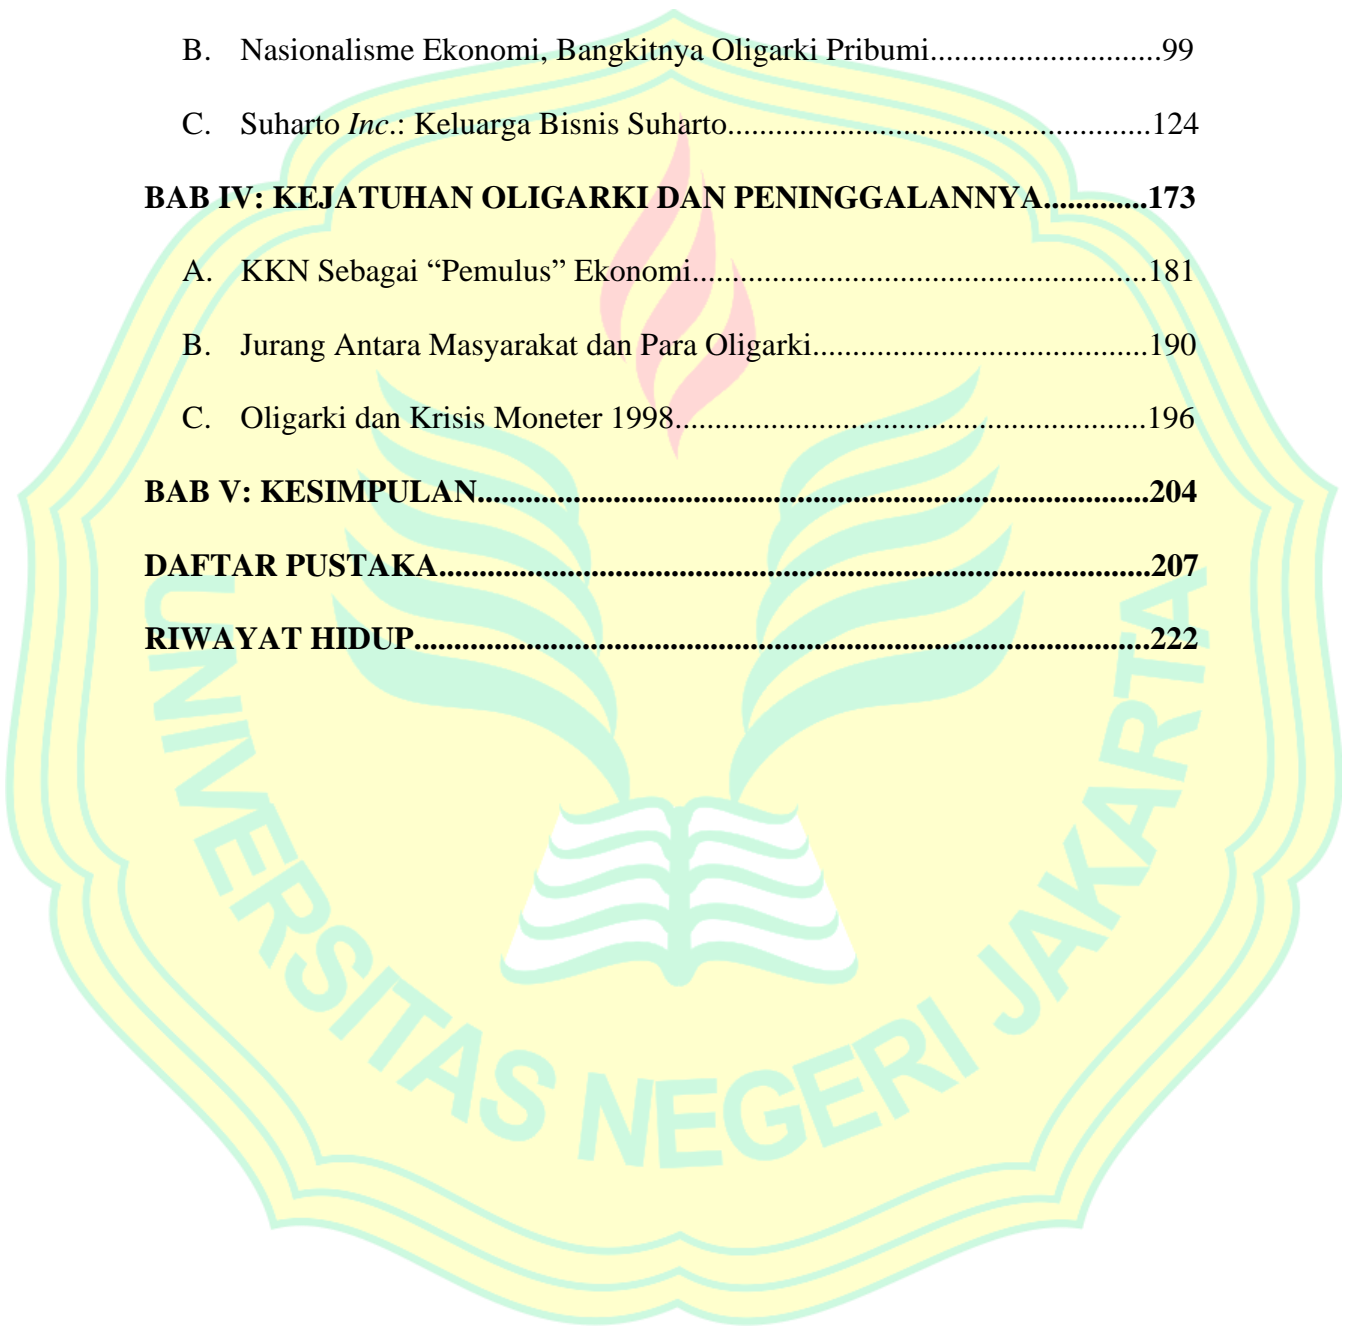 B. Nasionalisme Ekonomi, Bangkitnya Oligarki Pribumi.............................99
C. Suharto Inc.: Keluarga Bisnis Suharto.....................................................124
BAB IV: KEJATUHAN OLIGARKI DAN PENINGGALANNYA.............173
A. KKN Sebagai “Pemulus” Ekonomi.........................................................181
B. Jurang Antara Masyarakat dan Para Oligarki..........................................190
C. Oligarki dan Krisis Moneter 1998...........................................................196
BAB V: KESIMPULAN.....................................................................................204
DAFTAR PUSTAKA..........................................................................................207
RIWAYAT HIDUP.............................................................................................222
UNIVERSITAS NEGERI JAKARTA